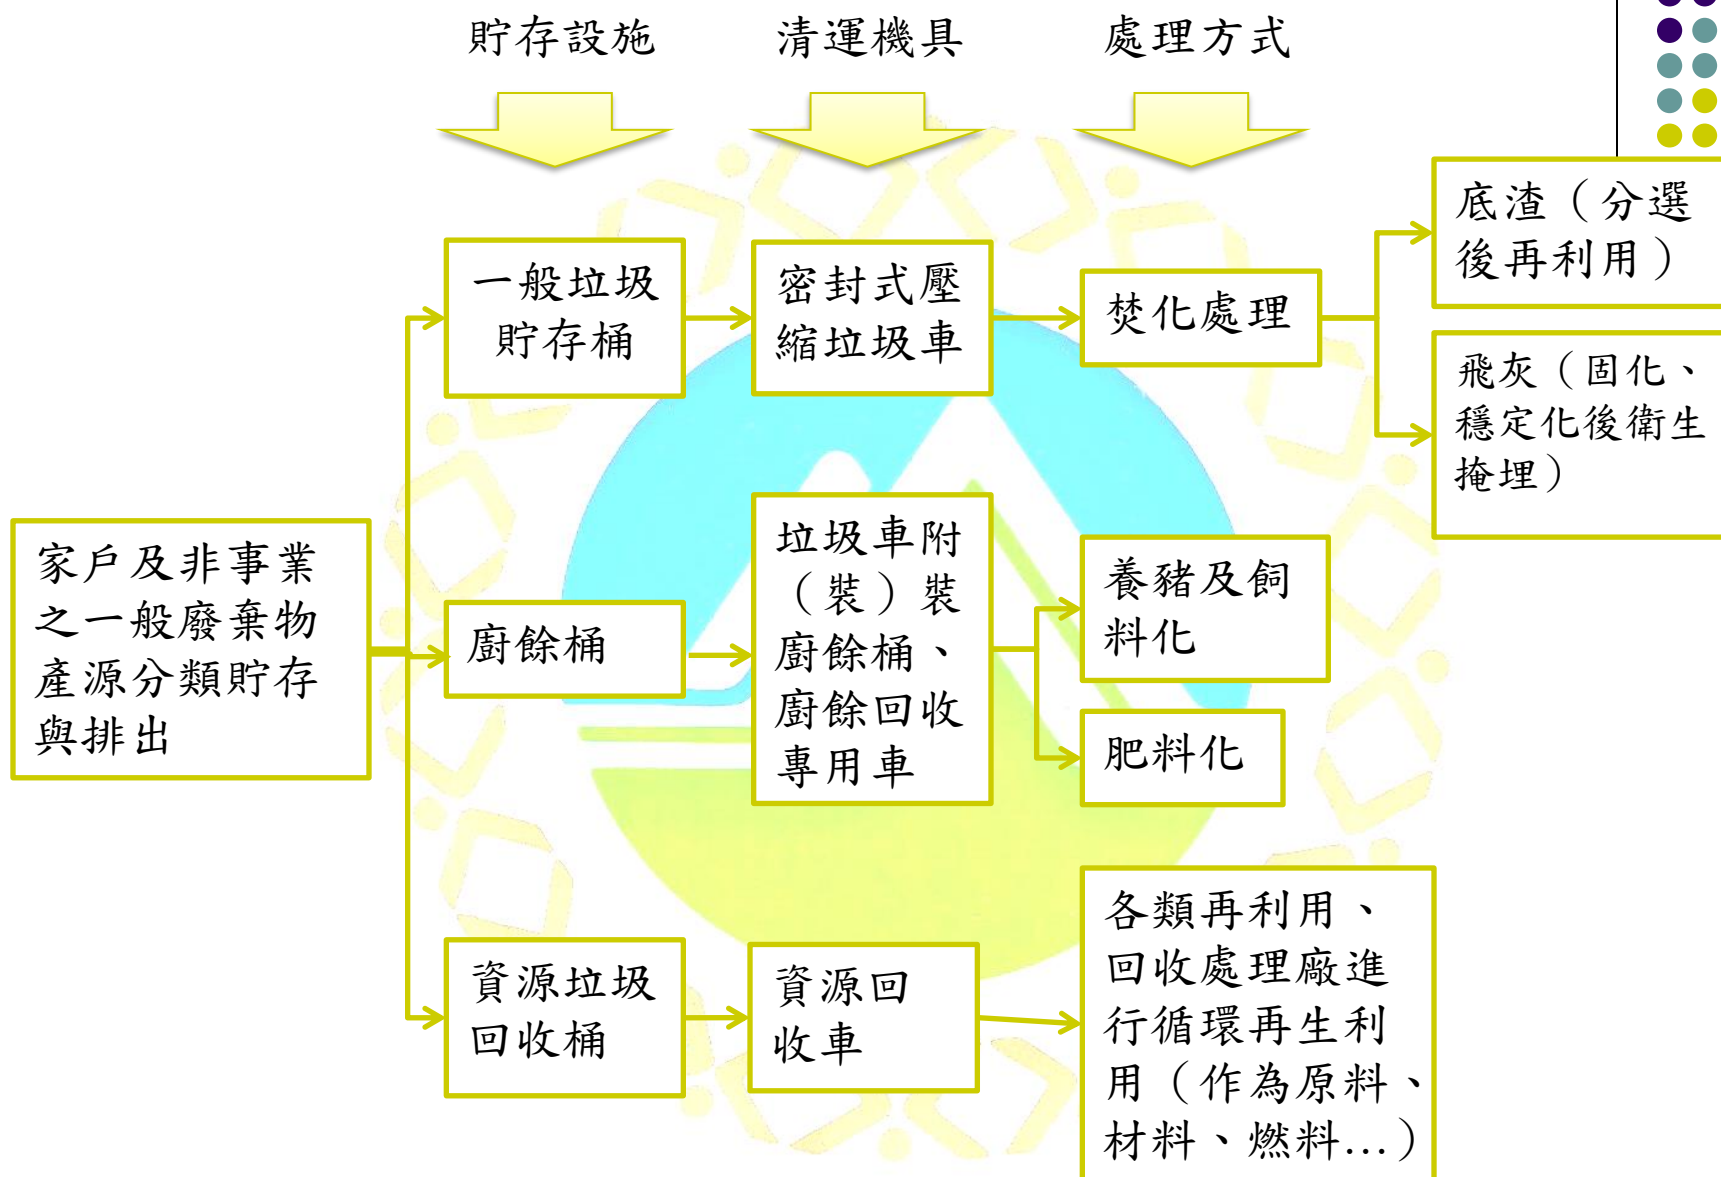 貯存設施
清運機具
處理方式
一般垃圾
貯存桶
密封式壓
縮垃圾車
焚化處理
底渣（分選
後再利用）
飛灰（固化、
穩定化後衛生
掩埋）
家戶及非事業
之一般廢棄物
產源分類貯存
與排出
廚餘桶
垃圾車附
（裝）裝
廚餘桶、
廚餘回收
專用車
養豬及飼
料化
肥料化
資源垃圾
回收桶
資源回
收車
各類再利用、
回收處理廠進
行循環再生利
用（作為原料、
材料、燃料...）